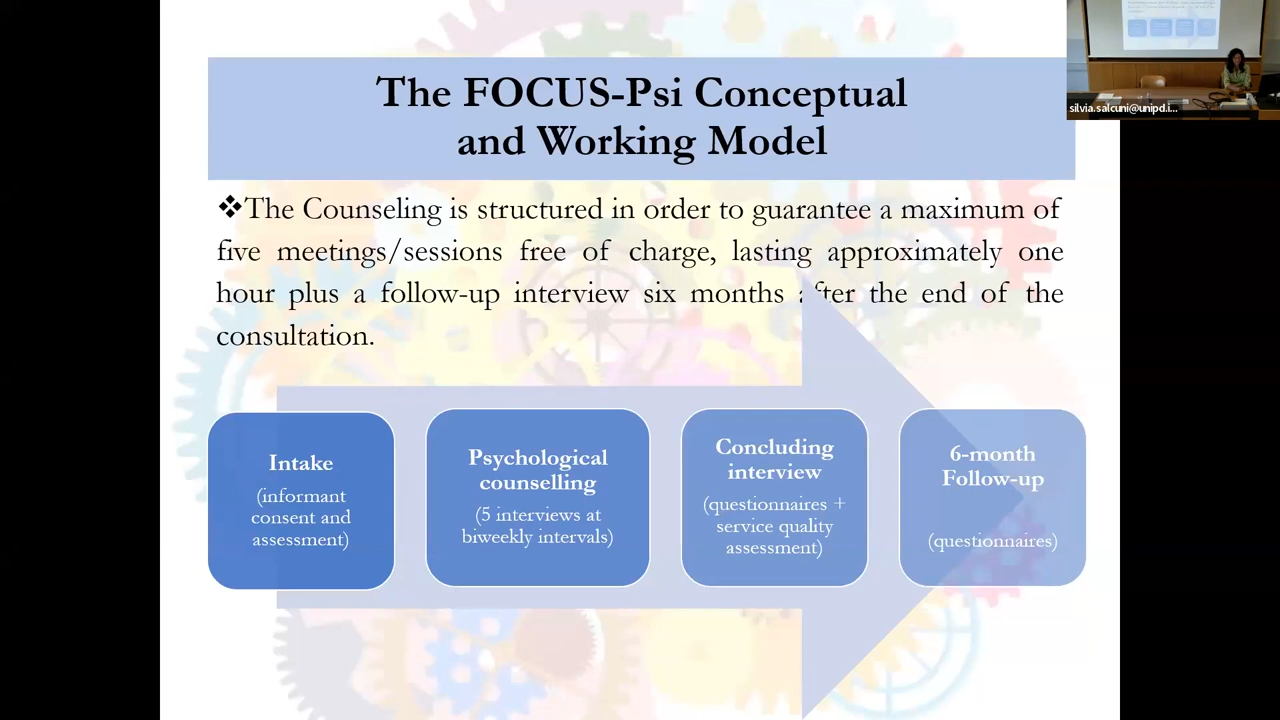 The FOCUS-Psi Conceptual
and Working Model
❖The Counseling is structured in order to guarantee a maximum of
five meetings/sessions free of charge, lasting approximately one
hour plus a follow-up interview six months after the end of the
consultation.
Intake
(informant
consent and
assessment)
Psychological
counselling
(5 interviews at
biweekly intervals)
Concluding
interview
(questionnaires +
service quality
assessment)
6-month
Follow-up
(questionnaires)
silvia.salcuni@unipd.i...